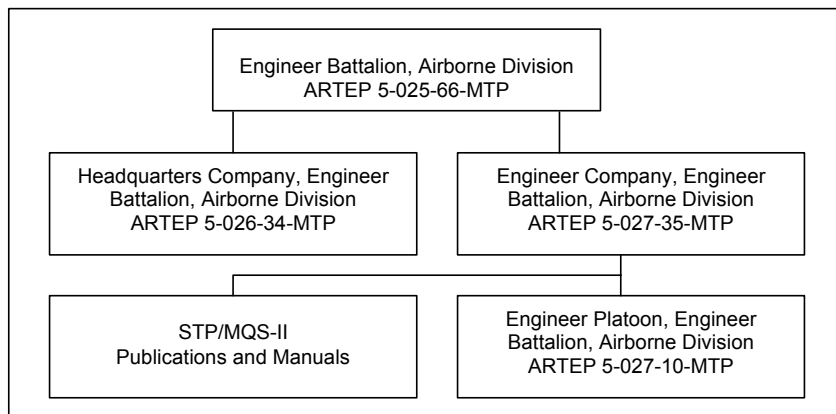 Engineer Battalion, Airborne Division
ARTEP 5-025-66-MTP
Headquarters Company, Engineer
Battalion, Airborne Division
ARTEP 5-026-34-MTP
Engineer Company, Engineer
Battalion, Airborne Division
ARTEP 5-027-35-MTP
STP/MQS-II
Publications and Manuals
Engineer Platoon, Engineer
Battalion, Airborne Division
ARTEP 5-027-10-MTP